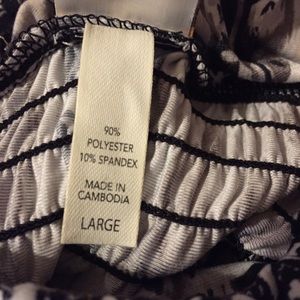 90%
POLYESTER
10% SPANDEX
MADE IN
CAMBODIA
LARGE